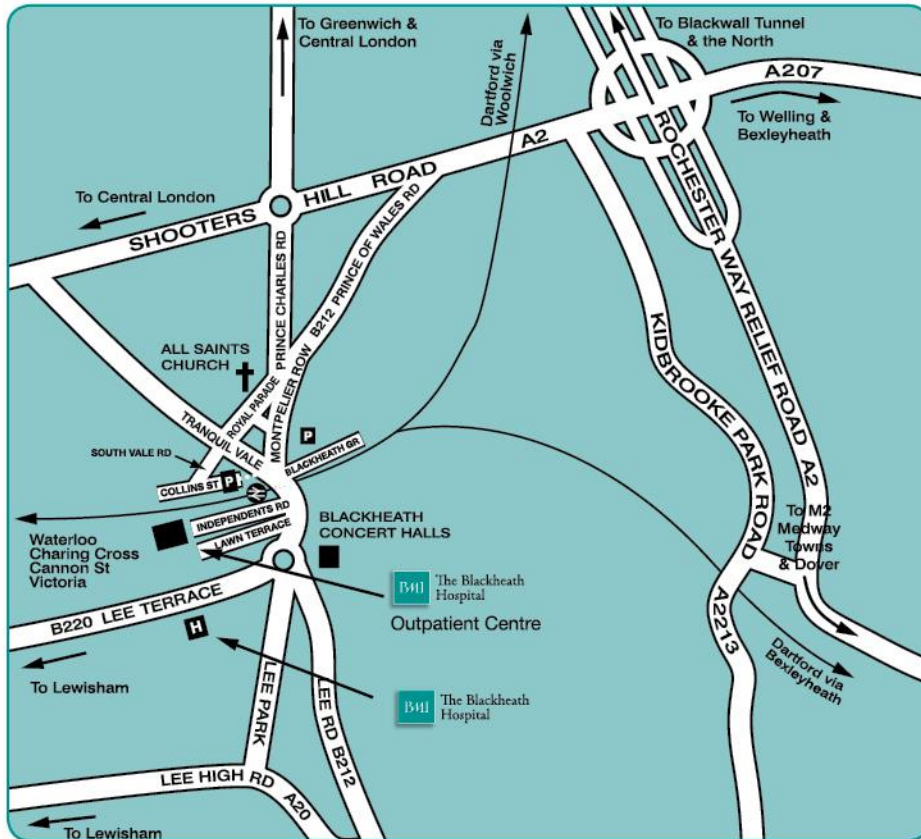 To Greenwich &
Central London
To Blackwall Tunnel
& the North
A207
To Welling &
Bexleyheath
Dartford via
Woolwich
A2
SHOOTERS HILL ROAD
To Central London
ROCHESTER WAY RELIEF ROAD A2
PRINCE CHARLES RD
MONTPELIER ROW B212 PRINCE OF WALES RD
KIDBROOKE PARK ROAD
A2213
ALL SAINTS
CHURCH
ROYAL PARADE
TRANQUIL VALE
P
BLACKHEATH GR
SOUTH VALE RD
COLLINS ST
P
INDEPENDENTS RD
LAWN TERRACE
BLACKHEATH
CONCERT HALLS
Waterloo
Charing Cross
Cannon St
Victoria
To M2
Medway
Towns
& Dover
BMI
The Blackheath
Hospital
Outpatient Centre
B220 LEE TERRACE
H
To Lewisham
LEE PARK
LEE RD B212
BMI
The Blackheath
Hospital
Dartford via
Bexleyheath
LEE HIGH RD A20
To Lewisham